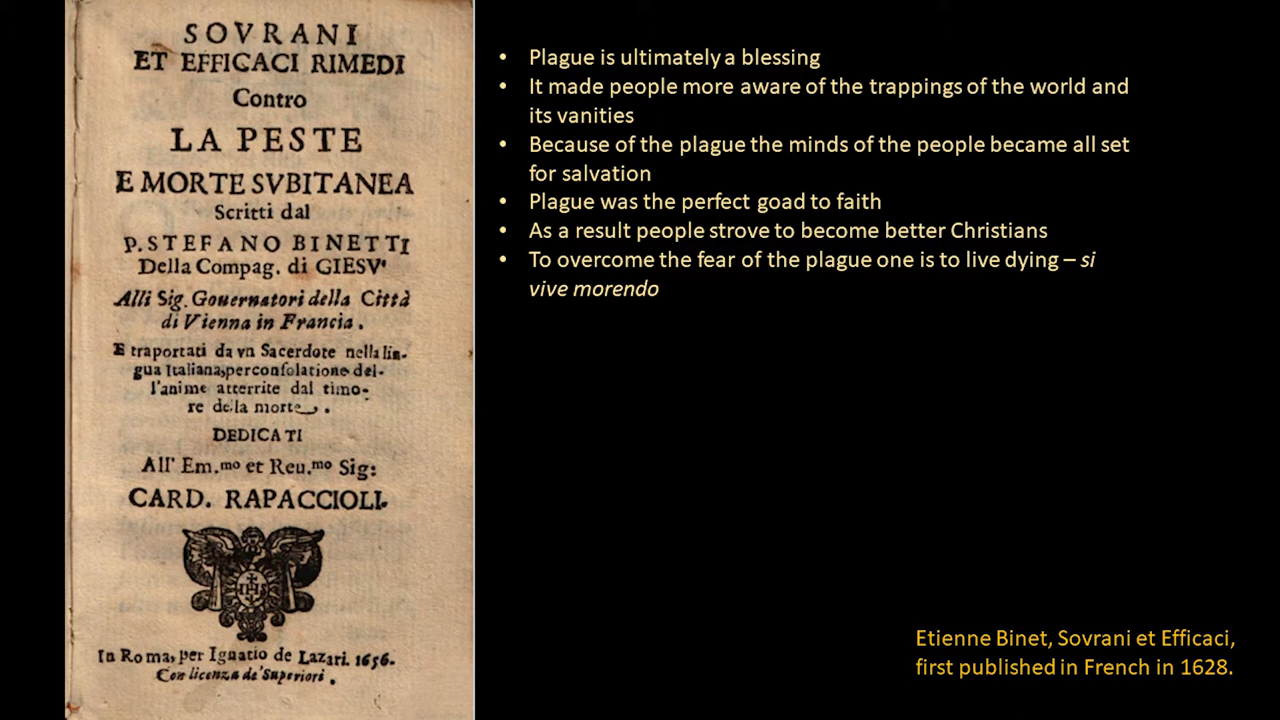 SOVRANI
ET EFFICACI RIMEDI
Contro
LA PESTE
E MORTE SVBITANEA
Scritti dal
P. STEFANO BINETTI
Della Compag. di GIESV'
Alli Sig. Gouernatori della Città
di Vienna in Francia.
E traportati da vn Sacerdote nella lin-
gua Italiana, per consolatione del-
l'anime atterrite dal timo-
re della morte.
DEDICATI
All' Em.mo et Reu.mo Sig:
CARD. RAPACCIOLI.
IHS
In Roma, per Ignatio de Lazari. 1656.
Con licenza de' Superiori.
• Plague is ultimately a blessing
• It made people more aware of the trappings of the world and
its vanities
• Because of the plague the minds of the people became all set
for salvation
• Plague was the perfect goad to faith
• As a result people strove to become better Christians
• To overcome the fear of the plague one is to live dying – si
vive morendo
Etienne Binet, Sovrani et Efficaci,
first published in French in 1628.